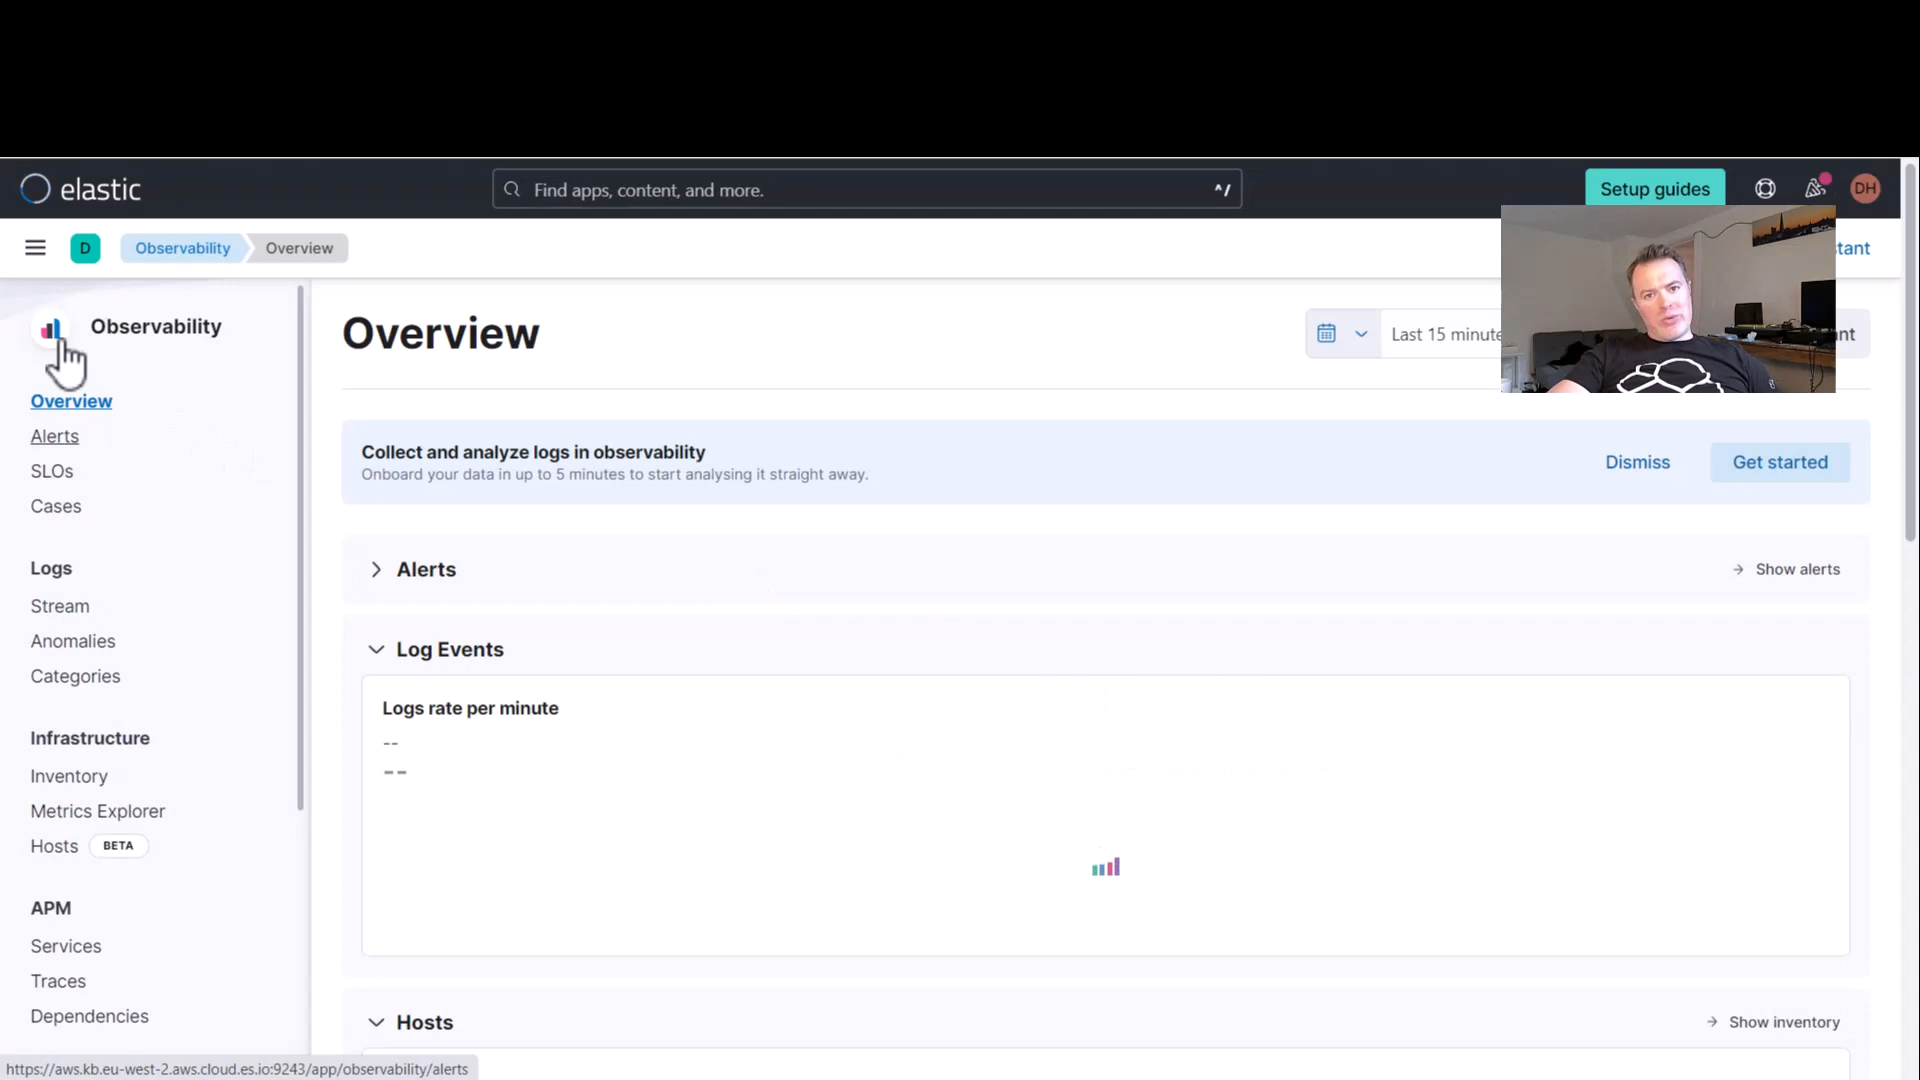 elastic
Find apps, content, and more.
^/
Setup guides
DH
D
Observability
Overview
tant
Observability
Overview
Alerts
SLOs
Cases
Logs
Stream
Anomalies
Categories
Infrastructure
Inventory
Metrics Explorer
Hosts BETA
APM
Services
Traces
Dependencies
Overview
Last 15 minute
nt
Collect and analyze logs in observability
Onboard your data in up to 5 minutes to start analysing it straight away.
Dismiss
Get started
Alerts
Show alerts
Log Events
Logs rate per minute
--
--
Hosts
Show inventory
https://aws.kb.eu-west-2.aws.cloud.es.io:9243/app/observability/alerts